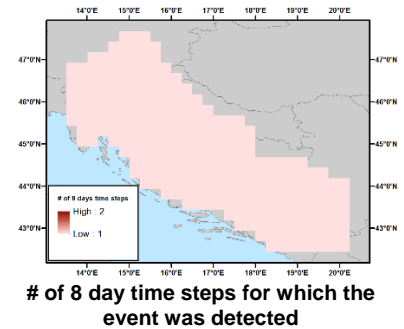 14°0'E 15°0'E 16°0'E 17°0'E 18°0'E 19°0'E 20°0'E
47°0'N 47°0'N
46°0'N 46°0'N
45°0'N 45°0'N
44°0'N 44°0'N
# of 8 days time steps
High : 2
43°0'N 43°0'N
Low : 1
14°0'E 15°0'E 16°0'E 17°0'E 18°0'E 19°0'E 20°0'E
# of 8 day time steps for which the
event was detected